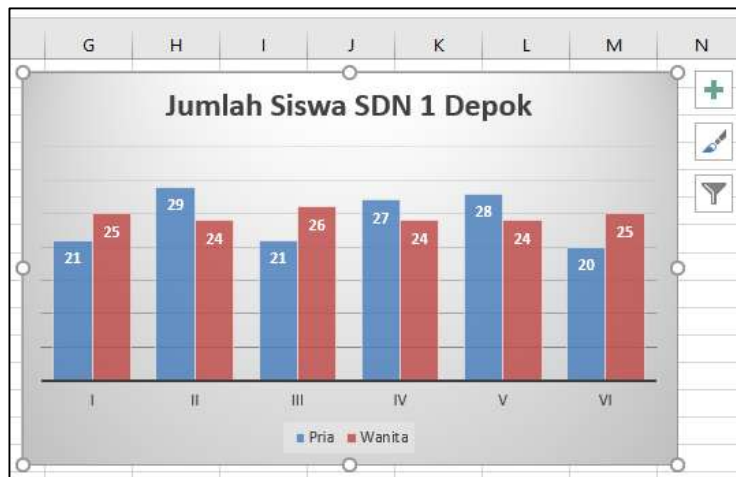 G H I J K L M N
Jumlah Siswa SDN 1 Depok
21 25 29 24 21 26 27 24 28 24 20 25
I II III IV V VI
Pria Wanita